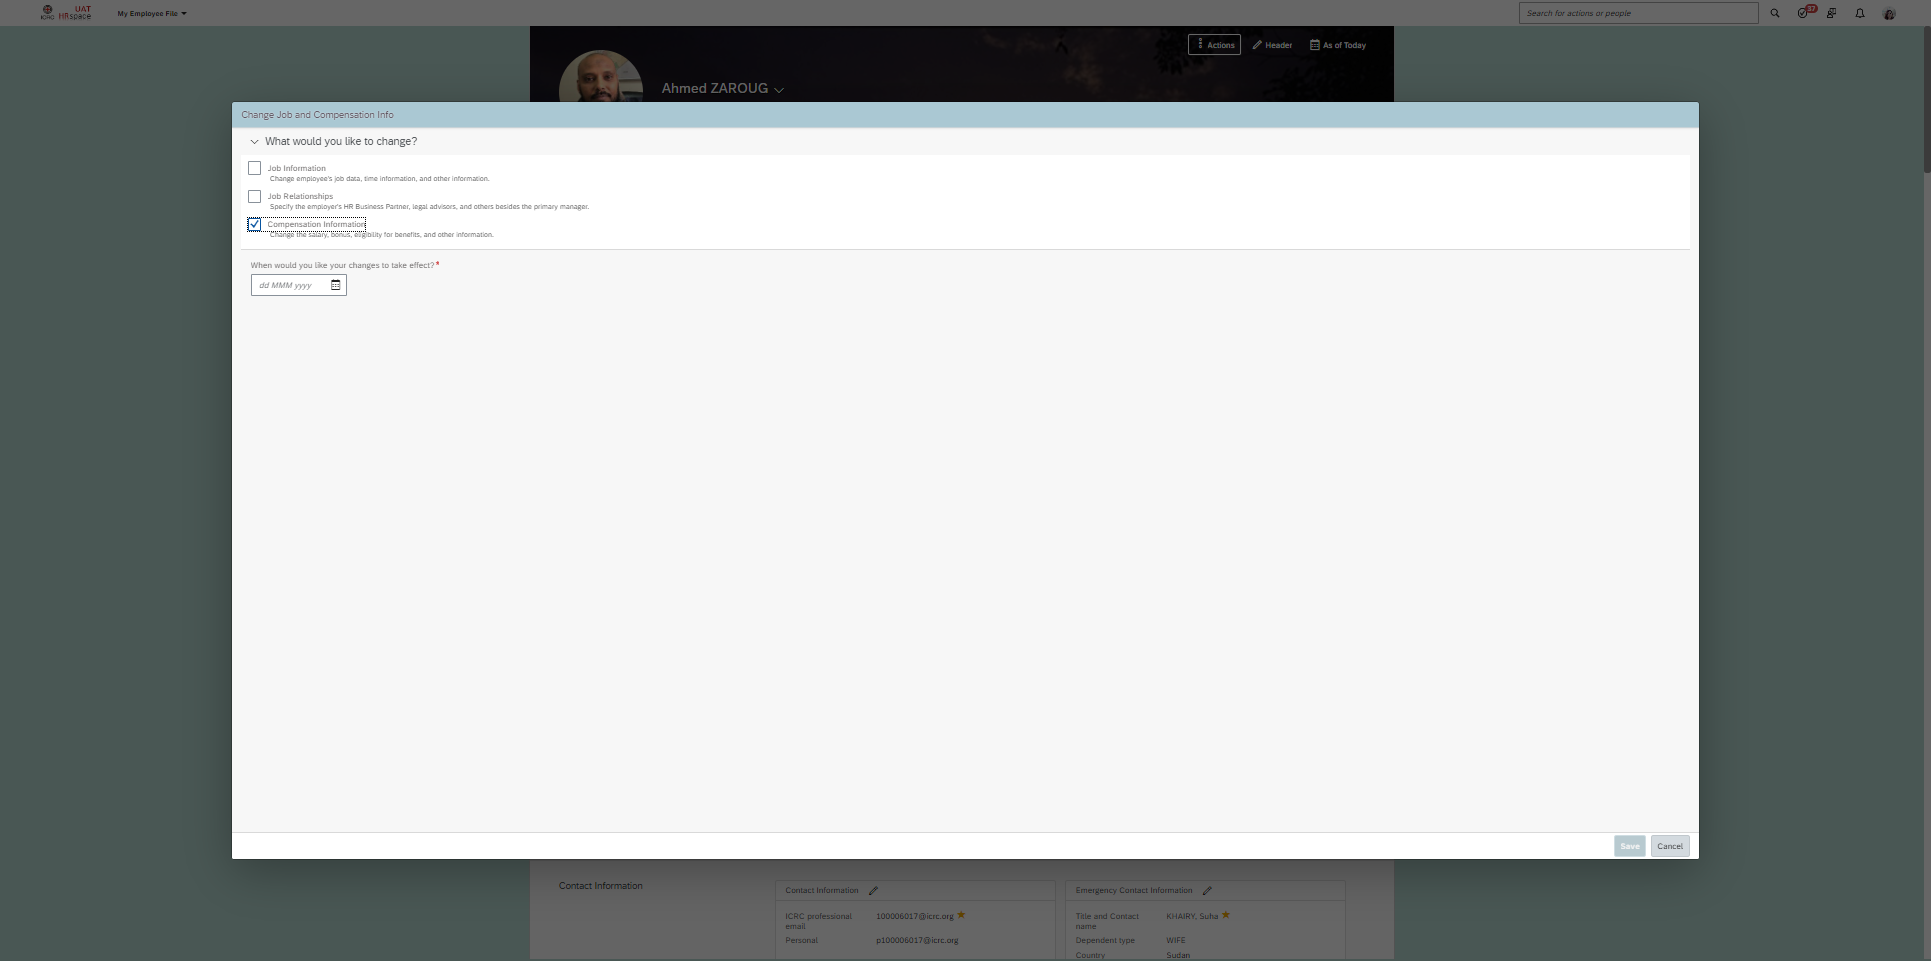 ICRC UAT HRspace
My Employee File
Search for actions or people
37
Actions
Header
As of Today
Ahmed ZAROUG
Change Job and Compensation Info
What would you like to change?
Job Information
Change employee's job data, time information, and other information.
Job Relationships
Specify the employer's HR Business Partner, legal advisors, and others besides the primary manager.
Compensation Information
Change the salary, bonus, eligibility for benefits, and other information.
When would you like your changes to take effect?*
dd MMM yyyy
Save
Cancel
Contact Information
Contact Information
ICRC professional email
100006017@icrc.org
Personal
p100006017@icrc.org
Emergency Contact Information
Title and Contact name
KHAIRY, Suha
Dependent type
WIFE
Country
Sudan